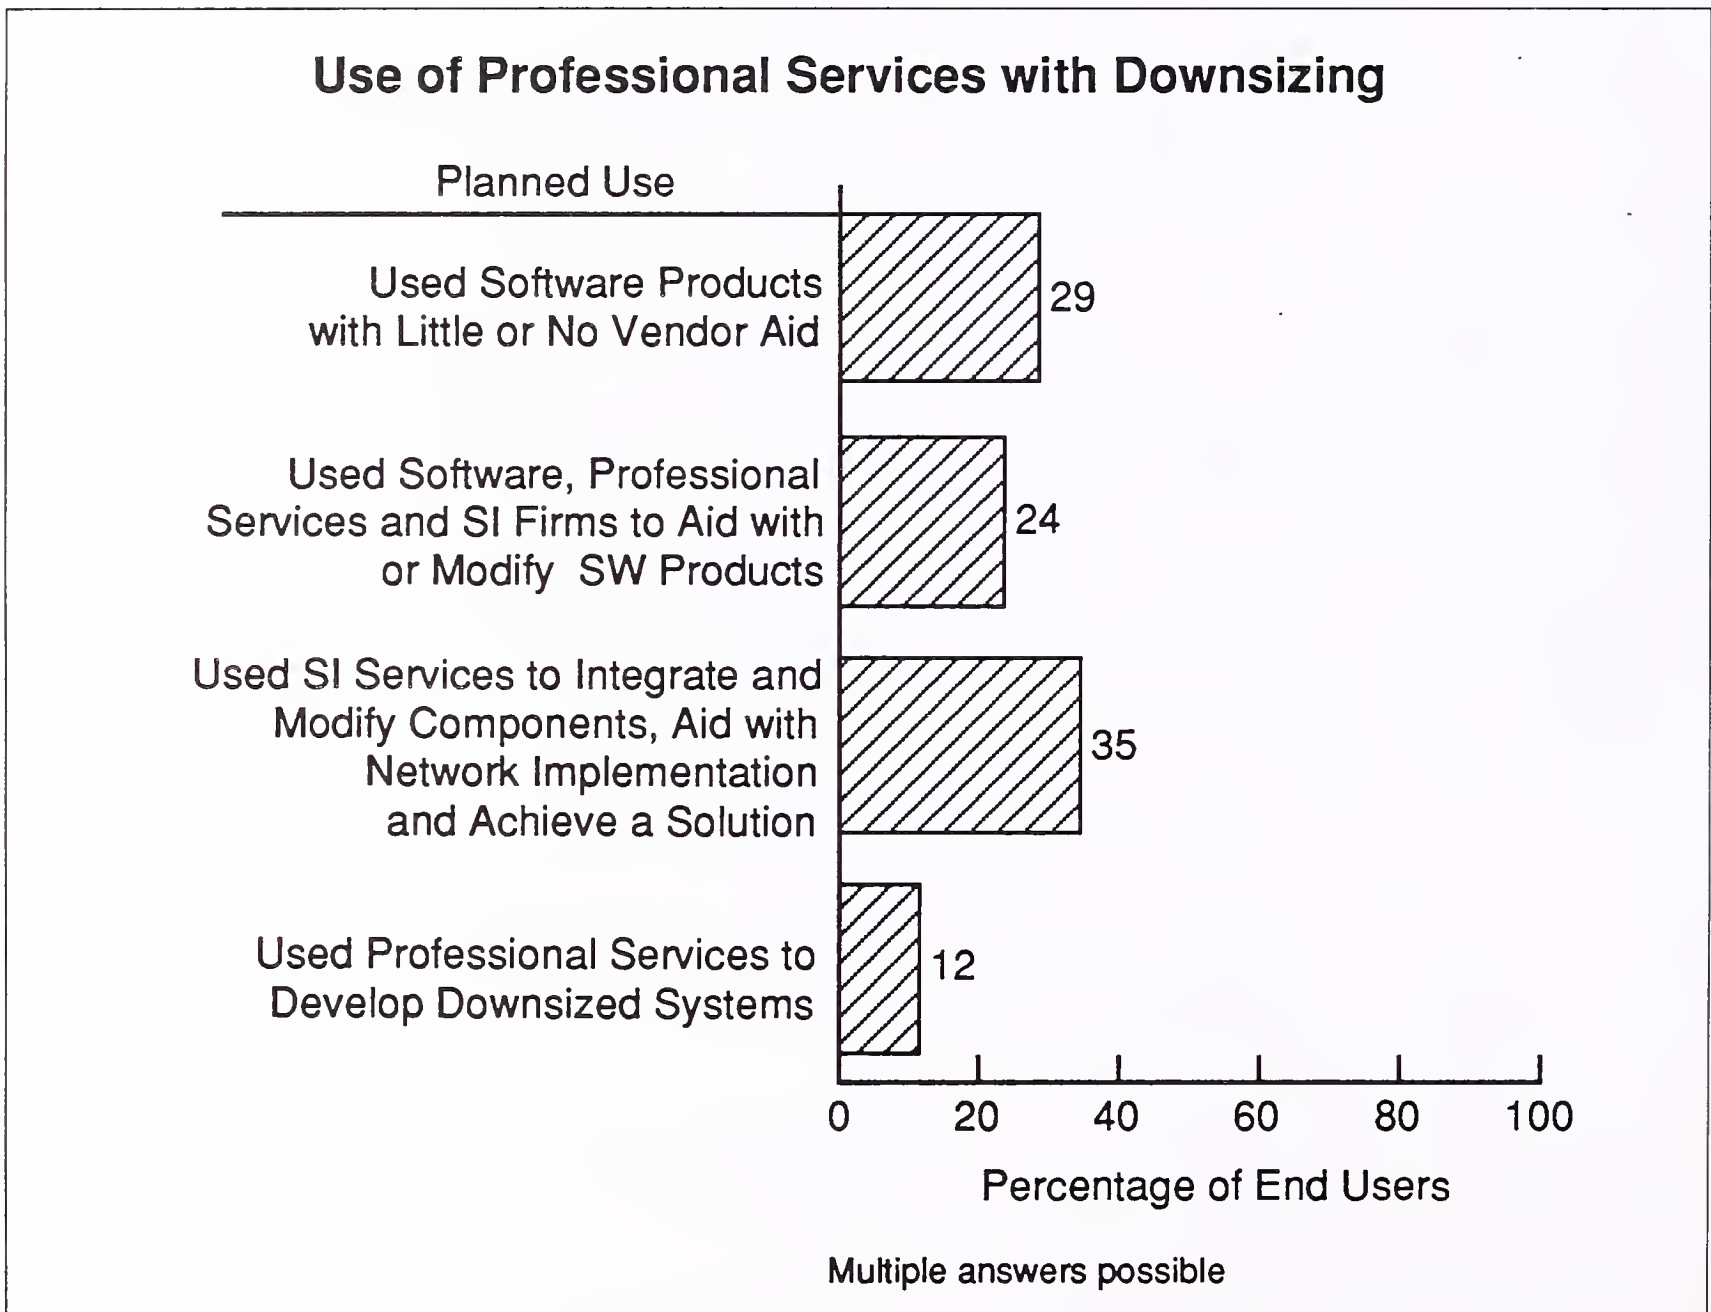 Use of Professional Services with Downsizing
Planned Use
Used Software Products
with Little or No Vendor Aid
29
Used Software, Professional
Services and SI Firms to Aid with
or Modify SW Products
24
Used SI Services to Integrate and
Modify Components, Aid with
Network Implementation
and Achieve a Solution
35
Used Professional Services to
Develop Downsized Systems
12
0 20 40 60 80 100
Percentage of End Users
Multiple answers possible